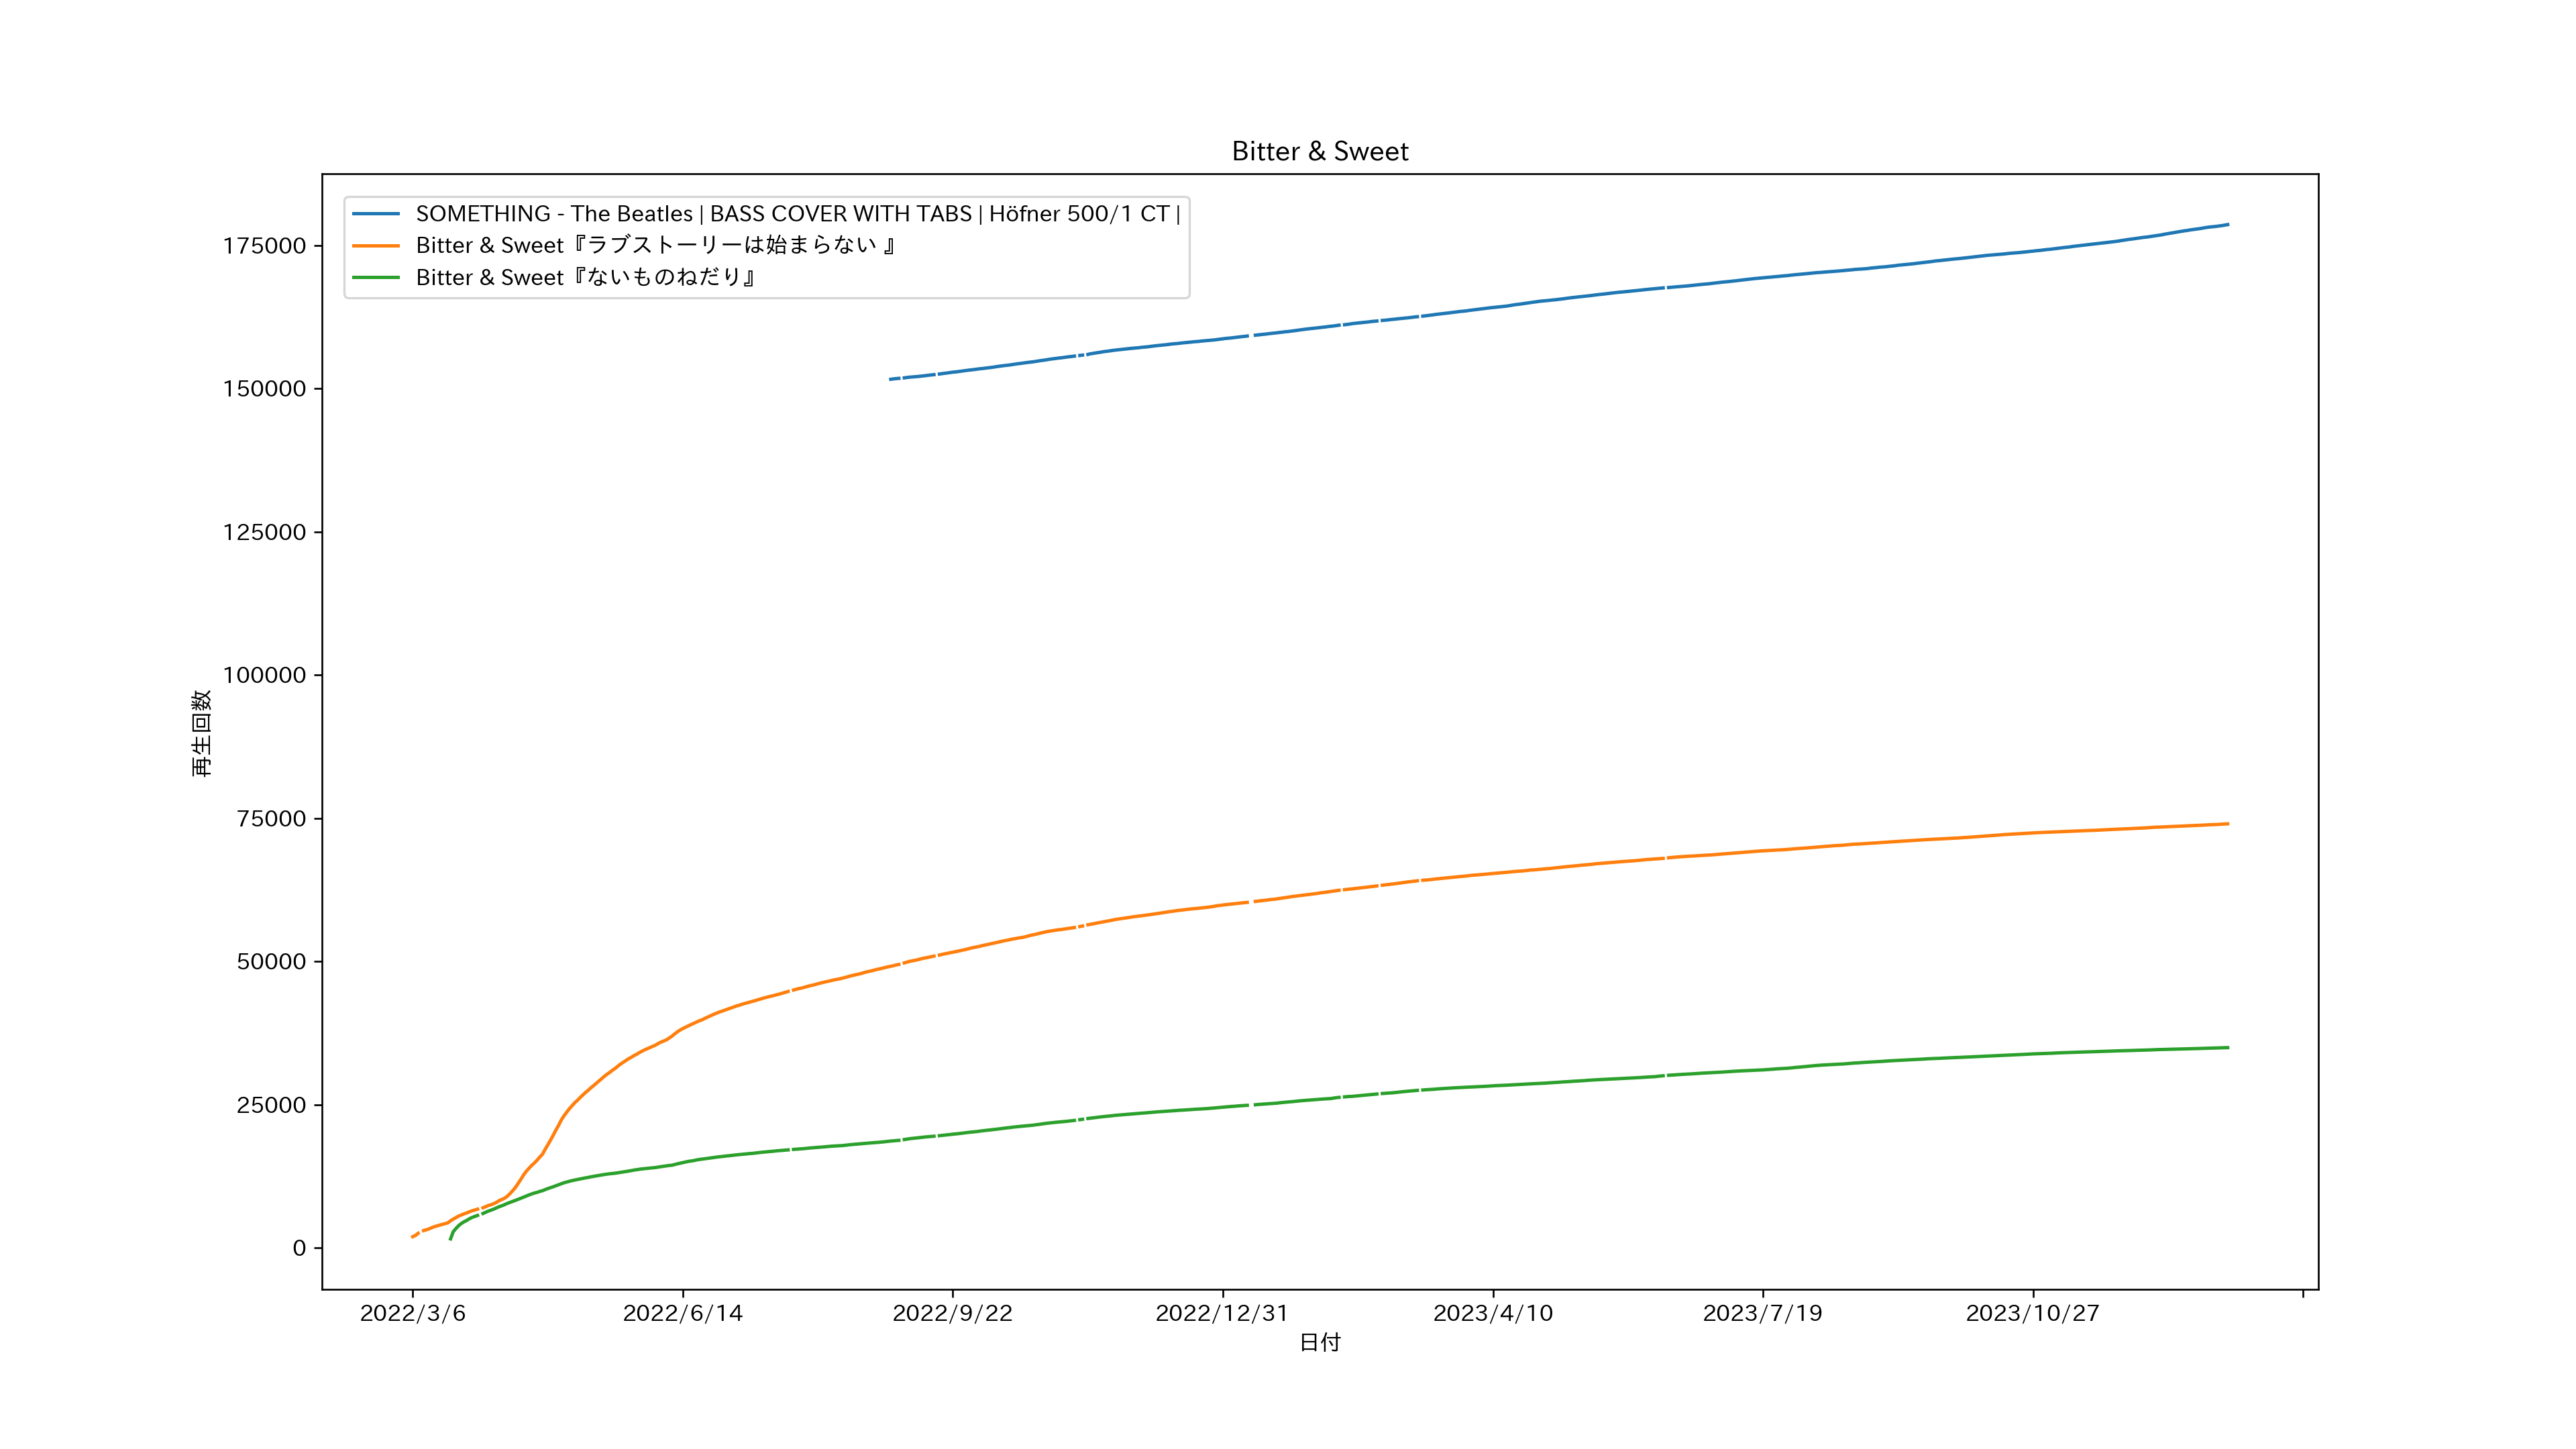 Bitter & Sweet
SOMETHING - The Beatles | BASS COVER WITH TABS | Höfner 500/1 CT |
Bitter & Sweet『ラブストーリーは始まらない 』
Bitter & Sweet『ないものねだり』
175000
150000
125000
100000
75000
50000
25000
0
再生回数
2022/3/6 2022/6/14 2022/9/22 2022/12/31 2023/4/10 2023/7/19 2023/10/27
日付